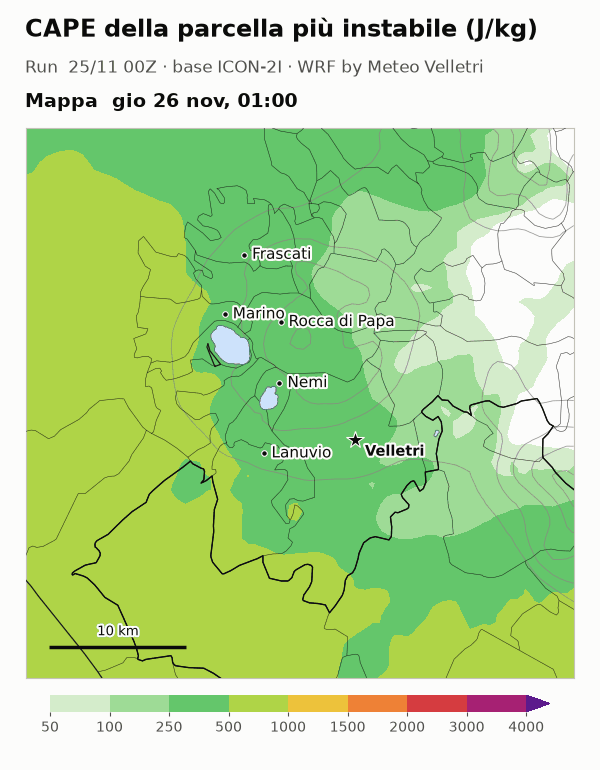 CAPE della parcella più instabile (J/kg)
Run  25/11 00Z · base ICON-2I · WRF by Meteo Velletri
Mappa  gio 26 nov, 01:00
Frascati
Marino
Rocca di Papa
Nemi
Velletri
Lanuvio
10 km
50 100 250 500 1000 1500 2000 3000 4000